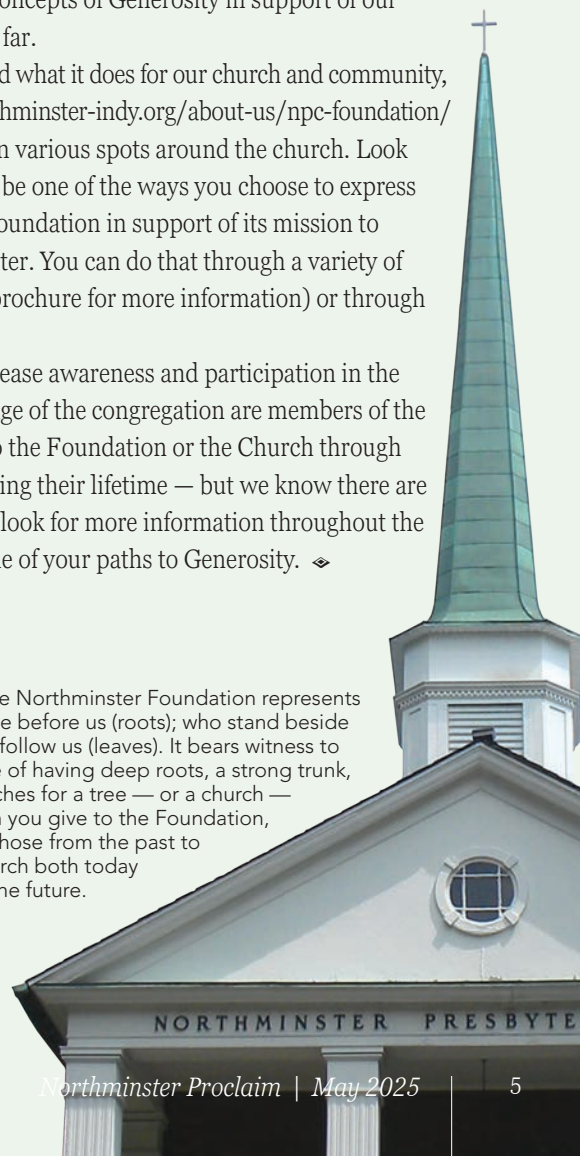 oncepts of Generosity in support of our
far.
d what it does for our church and community,
hminster-indy.org/about-us/npc-foundation/
n various spots around the church. Look
be one of the ways you choose to express
oundation in support of its mission to
ter. You can do that through a variety of
brochure for more information) or through
ease awareness and participation in the
ge of the congregation are members of the
o the Foundation or the Church through
ing their lifetime — but we know there are
look for more information throughout the
e of your paths to Generosity.
e Northminster Foundation represents
e before us (roots); who stand beside
follow us (leaves). It bears witness to
e of having deep roots, a strong trunk,
ches for a tree — or a church —
n you give to the Foundation,
hose from the past to
rch both today
he future.
NORTHMINSTER PRESBYTE
Northminster Proclaim | May 2025 | 5